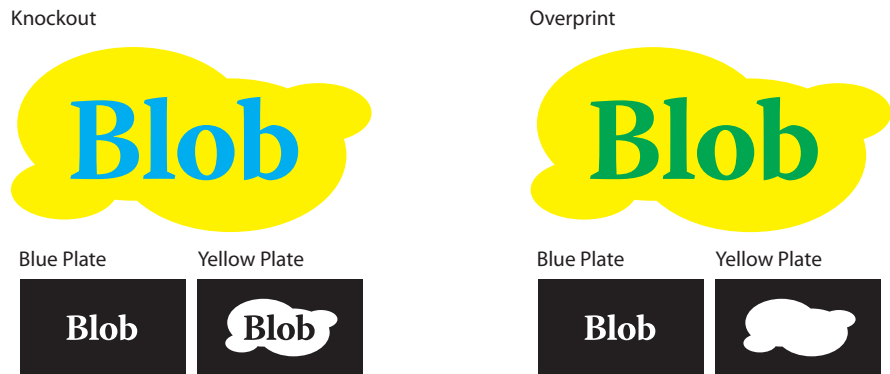 Knockout
Overprint
Blob
Blob
Blue Plate
Yellow Plate
Blue Plate
Yellow Plate
Blob
Blob
Blob